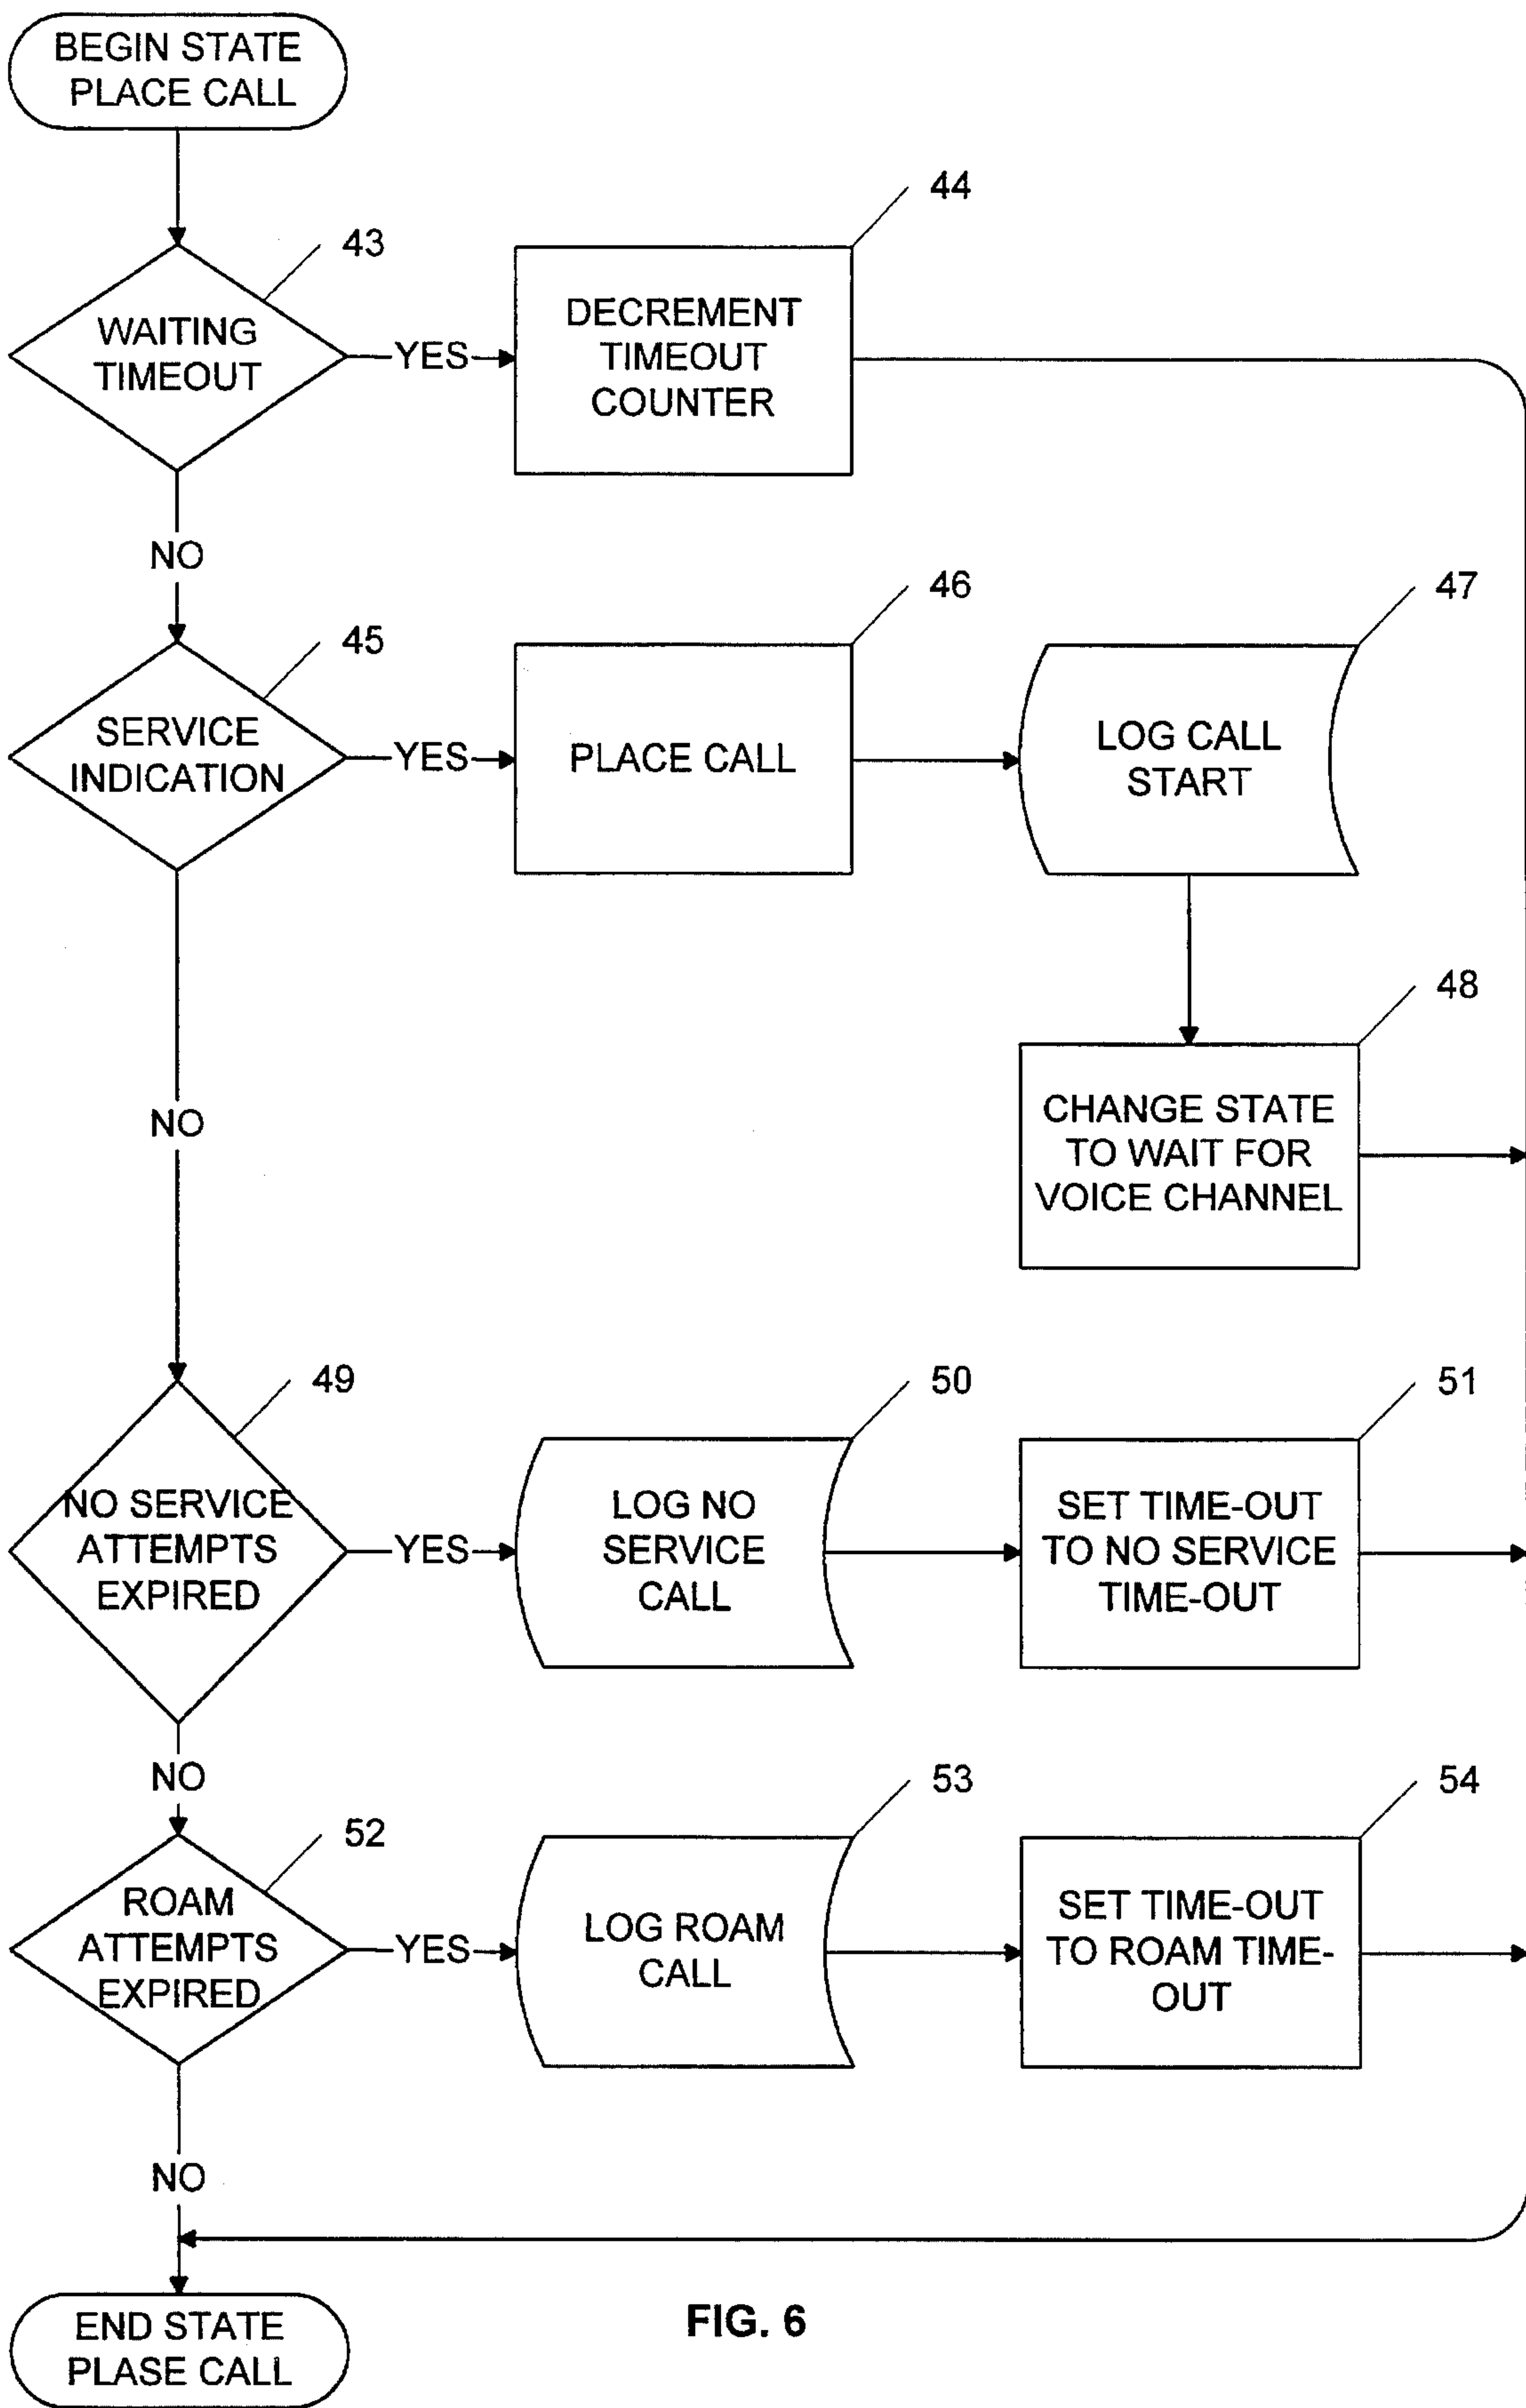 BEGIN STATE
PLACE CALL
43
WAITING
TIMEOUT
YES
44
DECREMENT
TIMEOUT
COUNTER
NO
45
SERVICE
INDICATION
YES
46
PLACE CALL
47
LOG CALL
START
48
CHANGE STATE
TO WAIT FOR
VOICE CHANNEL
NO
49
NO SERVICE
ATTEMPTS
EXPIRED
YES
50
LOG NO
SERVICE
CALL
51
SET TIME-OUT
TO NO SERVICE
TIME-OUT
NO
52
ROAM
ATTEMPTS
EXPIRED
YES
53
LOG ROAM
CALL
54
SET TIME-OUT
TO ROAM TIME-
OUT
NO
END STATE
PLASE CALL
FIG. 6